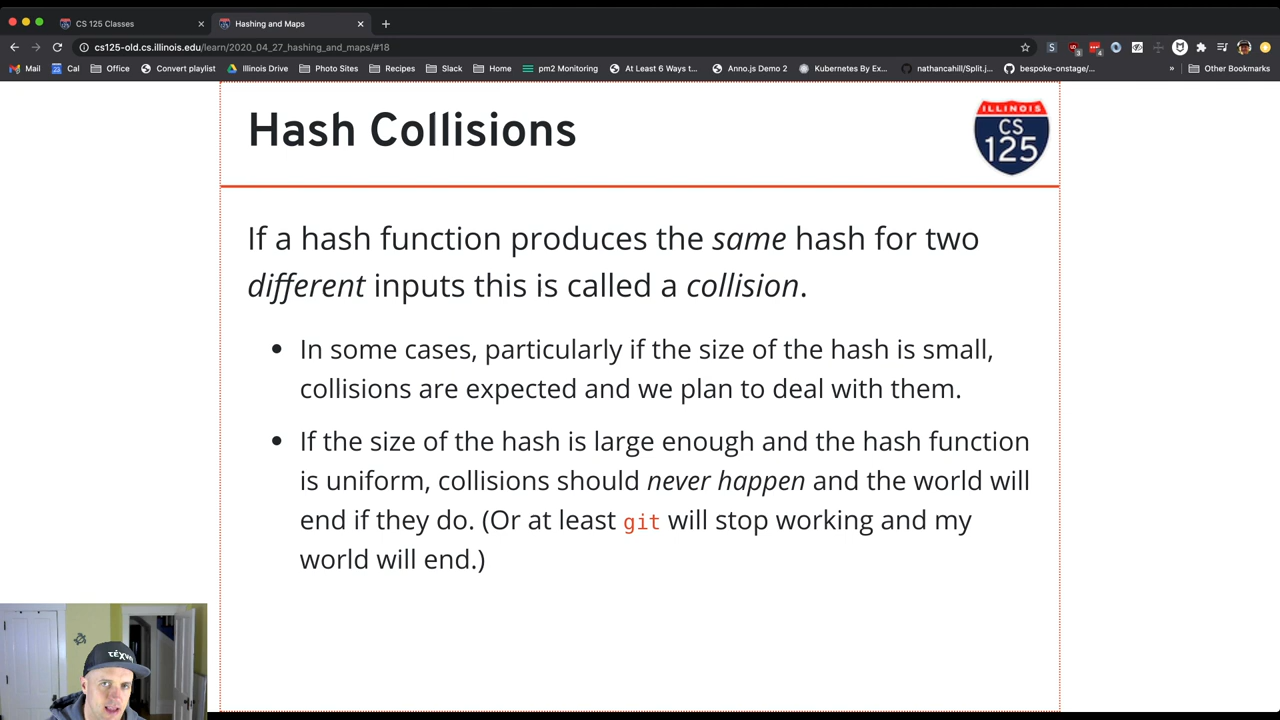 CS 125 Classes
Hashing and Maps
cs125-old.cs.illinois.edu/learn/2020_04_27_hashing_and_maps/#18
Mail Cal Office Convert playlist Illinois Drive Photo Sites Recipes Slack Home pm2 Monitoring At Least 6 Ways t... Anno.js Demo 2 Kubernetes By Ex... nathancahill/Split.j... bespoke-onstage/... » Other Bookmarks
Hash Collisions
ILLINOIS
CS
125
If a hash function produces the same hash for two
different inputs this is called a collision.
• In some cases, particularly if the size of the hash is small,
collisions are expected and we plan to deal with them.
• If the size of the hash is large enough and the hash function
is uniform, collisions should never happen and the world will
end if they do. (Or at least git will stop working and my
world will end.)